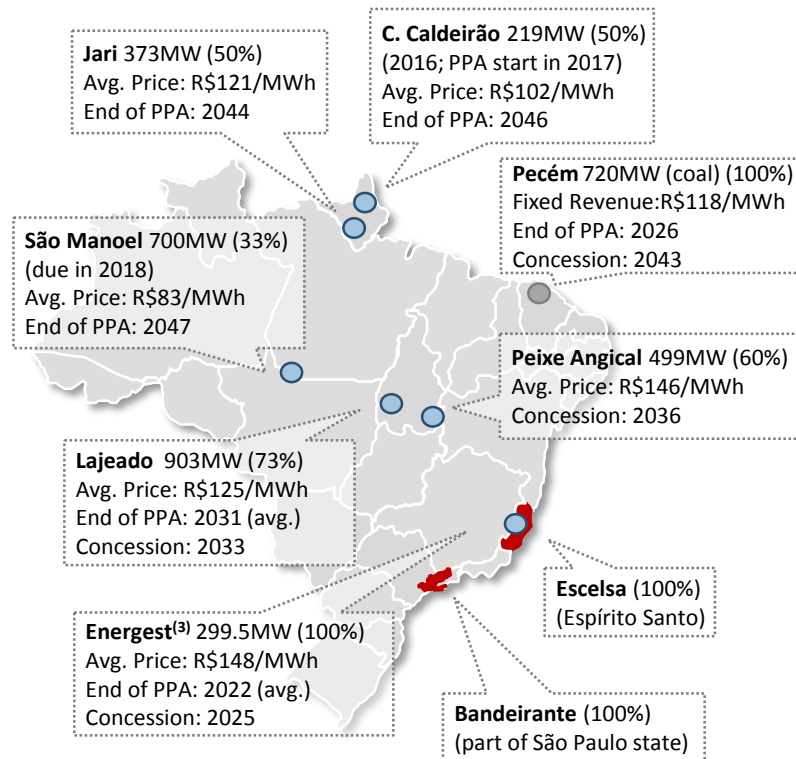 Jari 373MW (50%)
Avg. Price: R$121/MWh
End of PPA: 2044
C. Caldeirão 219MW (50%)
(2016; PPA start in 2017)
Avg. Price: R$102/MWh
End of PPA: 2046
Pecém 720MW (coal) (100%)
Fixed Revenue:R$118/MWh
End of PPA: 2026
Concession: 2043
São Manoel 700MW (33%)
(due in 2018)
Avg. Price: R$83/MWh
End of PPA: 2047
Peixe Angical 499MW (60%)
Avg. Price: R$146/MWh
Concession: 2036
Lajeado 903MW (73%)
Avg. Price: R$125/MWh
End of PPA: 2031 (avg.)
Concession: 2033
Escelsa (100%)
(Espírito Santo)
Energest(3) 299.5MW (100%)
Avg. Price: R$148/MWh
End of PPA: 2022 (avg.)
Concession: 2025
Bandeirante (100%)
(part of São Paulo state)